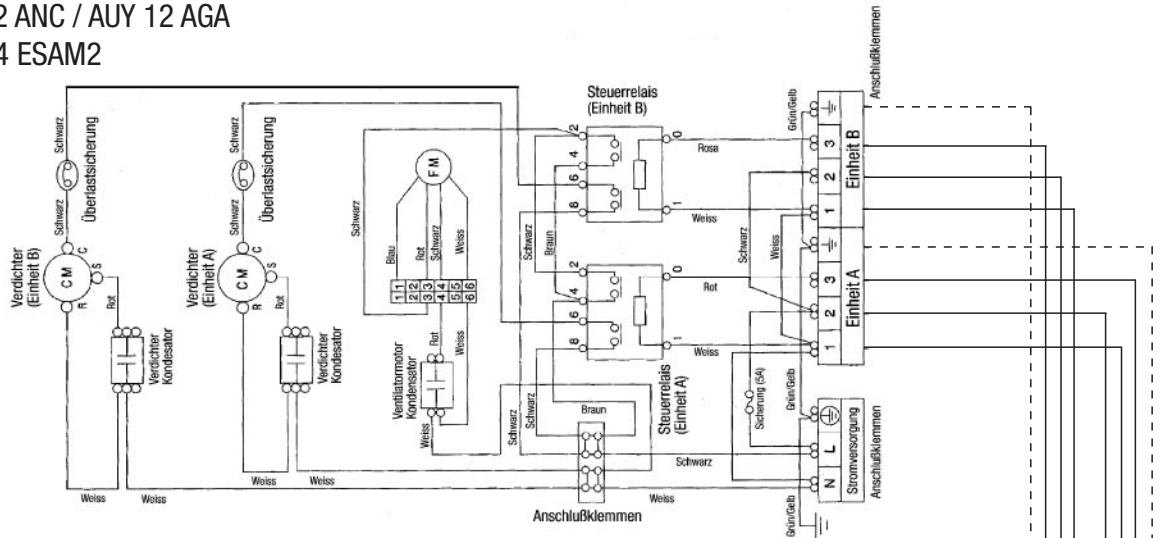 2 ANC / AUY 12 AGA
4 ESAM2
Schwarz
Überlastsicherung
Schwarz
Verdichter
(Einheit B)
CM
C
S
R
Rot
Verdichter
Kondesator
Weiss
Weiss
Schwarz
Überlastsicherung
Schwarz
Verdichter
(Einheit A)
CM
C
S
R
Rot
Verdichter
Kondesator
Weiss
Weiss
FM
Schwarz
Blau
Rot
Schwarz
Weiss
1 2 3 4 5 6
1 2 3 4 5 6
Rot
Weiss
Ventilatormotor
Kondensator
Weiss
Steuerrelais
(Einheit B)
2
4
6
8
0
1
Rose
Weiss
Schwarz
Braun
2
4
6
8
0
1
Rot
Weiss
Steuerrelais
(Einheit A)
Schwarz
Schwarz
Braun
Anschlußklemmen
Schwarz
Weiss
Schwarz
Weiss
Sicherung (5A)
Grün/Gelb
Grün/Gelb
Grün/Gelb
Anschlußklemmen
3
2
1
Einheit B
3
2
1
Einheit A
L
N
Stromversorgung
Anschlußklemmen